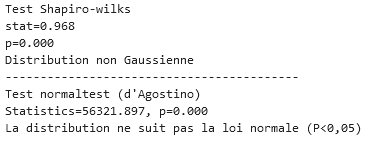 Test Shapiro-wilks
stat=0.968
p=0.000
Distribution non Gaussienne
------------------------------------------
Test normaltest (d'Agostino)
Statistics=56321.897, p=0.000
La distribution ne suit pas la loi normale (P<0,05)